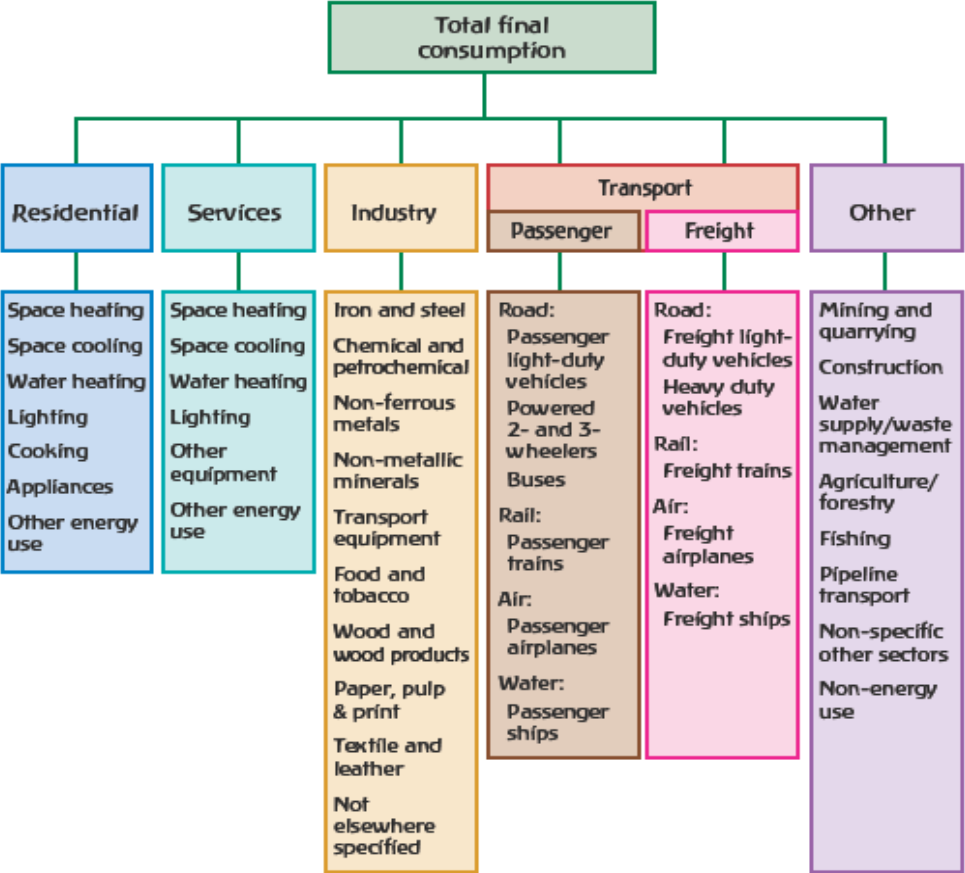 Total final
consumption
Residential
Services
Industry
Transport
Passenger
Freight
Other
Space heating
Space cooling
Water heating
Lighting
Cooking
Appliances
Other energy
use
Space heating
Space cooling
Water heating
Lighting
Other
equipment
Other energy
use
Iron and steel
Chemical and
petrochemical
Non-ferrous
metals
Non-metallic
minerals
Transport
equipment
Food and
tobacco
Wood and
wood products
Paper, pulp
& print
Textile and
leather
Not
elsewhere
specified
Road:
Passenger
light-duty
vehicles
Powered
2- and 3-
wheelers
Buses
Rail:
Passenger
trains
Air:
Passenger
airplanes
Water:
Passenger
ships
Road:
Freight light-
duty vehicles
Heavy duty
vehicles
Rail:
Freight trains
Air:
Freight
airplanes
Water:
Freight ships
Mining and
quarrying
Construction
Water
supply/waste
management
Agriculture/
forestry
Fishing
Pipeline
transport
Non-specific
other sectors
Non-energy
use